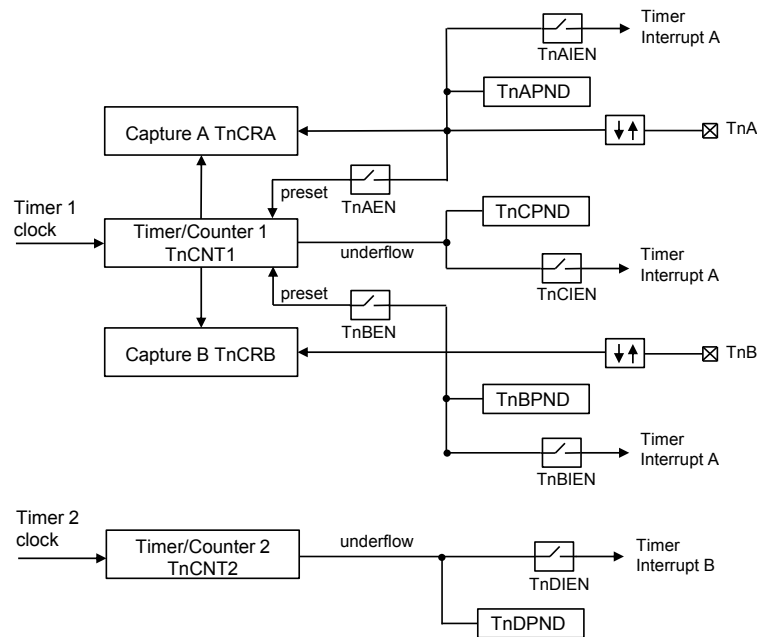 Timer
Interrupt A
TnAIEN
TnAPND
Capture A TnCRA
TnA
preset
TnAEN
TnCPND
Timer 1
clock
Timer/Counter 1
TnCNT1
underflow
Timer
Interrupt A
TnCIEN
preset
TnBEN
Capture B TnCRB
TnB
TnBPND
Timer
Interrupt A
TnBIEN
Timer 2
clock
Timer/Counter 2
TnCNT2
underflow
Timer
Interrupt B
TnDIEN
TnDPND